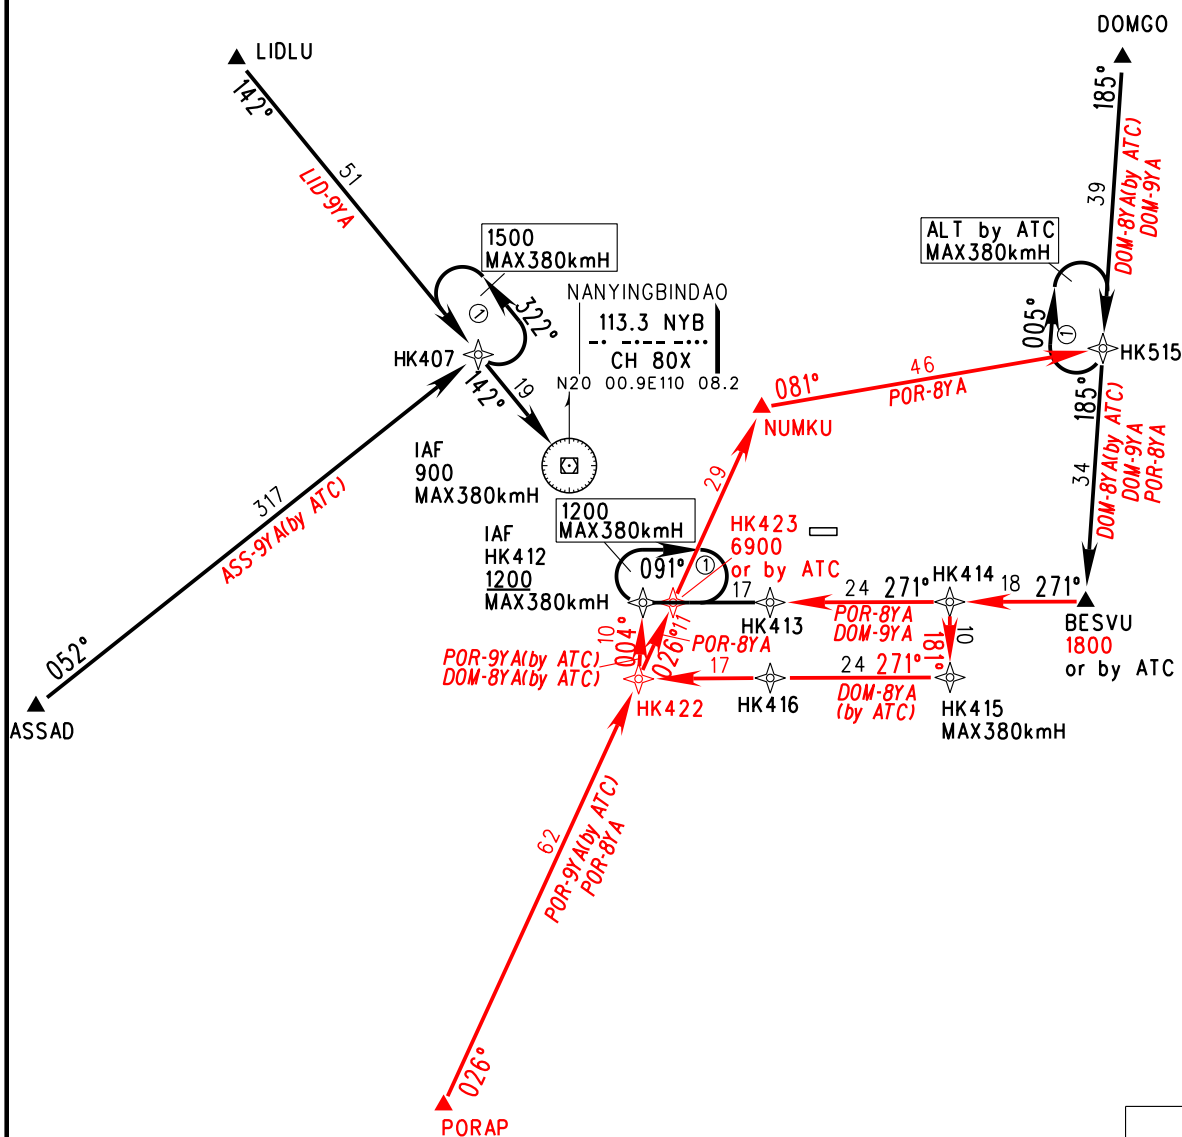 DOMGO
LIDLU
185°
142°
51
LID-9YA
39
DOM-8YA(by ATC)
DOM-9YA
1500
MAX380kmH
ALT by ATC
MAX380kmH
322°
1
NANYINGBINDAO
113.3 NYB
CH 80X
N20 00.9E110 08.2
005°
1
HK407
HK515
142°
19
46
081°
POR-8YA
NUMKU
185°
34
DOM-8YA(by ATC)
DOM-9YA
POR-8YA
IAF
900
MAX380kmH
317
ASS-9YA(by ATC)
29
1200
MAX380kmH
IAF
HK412
1200
MAX380kmH
091°
1
HK423
6900
or by ATC
17
HK413
24 271°
POR-8YA
DOM-9YA
HK414
18 271°
BESVU
1800
or by ATC
10
004°
026°
11
POR-8YA
10
181°
POR-9YA(by ATC)
DOM-8YA(by ATC)
17
HK422
HK416
24 271°
DOM-8YA
(by ATC)
HK415
MAX380kmH
052°
ASSAD
62
POR-9YA(by ATC)
POR-8YA
026°
PORAP